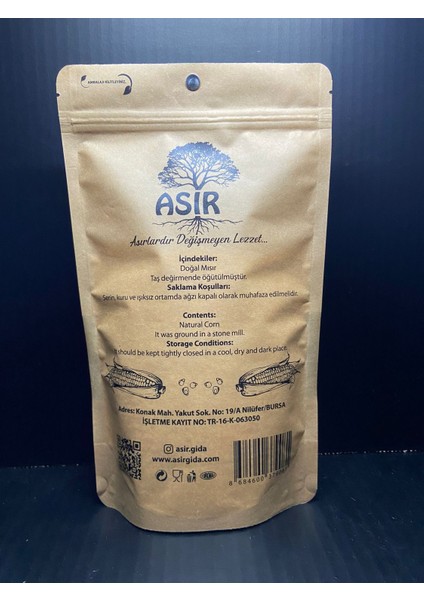 ASIR
Asırlardır Değişmeyen Lezzet...
İçindekiler:
Doğal Mısır
Taş değirmende öğütülmüştür.
Saklama Koşulları:
Serin, kuru ve ışıksız ortamda ağzı kapalı olarak muhafaza edilmelidir.
Contents:
Natural Corn
It was ground in a stone mill.
Storage Conditions:
It should be kept tightly closed in a cool, dry and dark place.
Adres: Konak Mah. Yakut Sok. No: 19/A Nilüfer/BURSA
İŞLETME KAYIT NO: TR-16-K-063050
asir.gida
www.asirgida.com